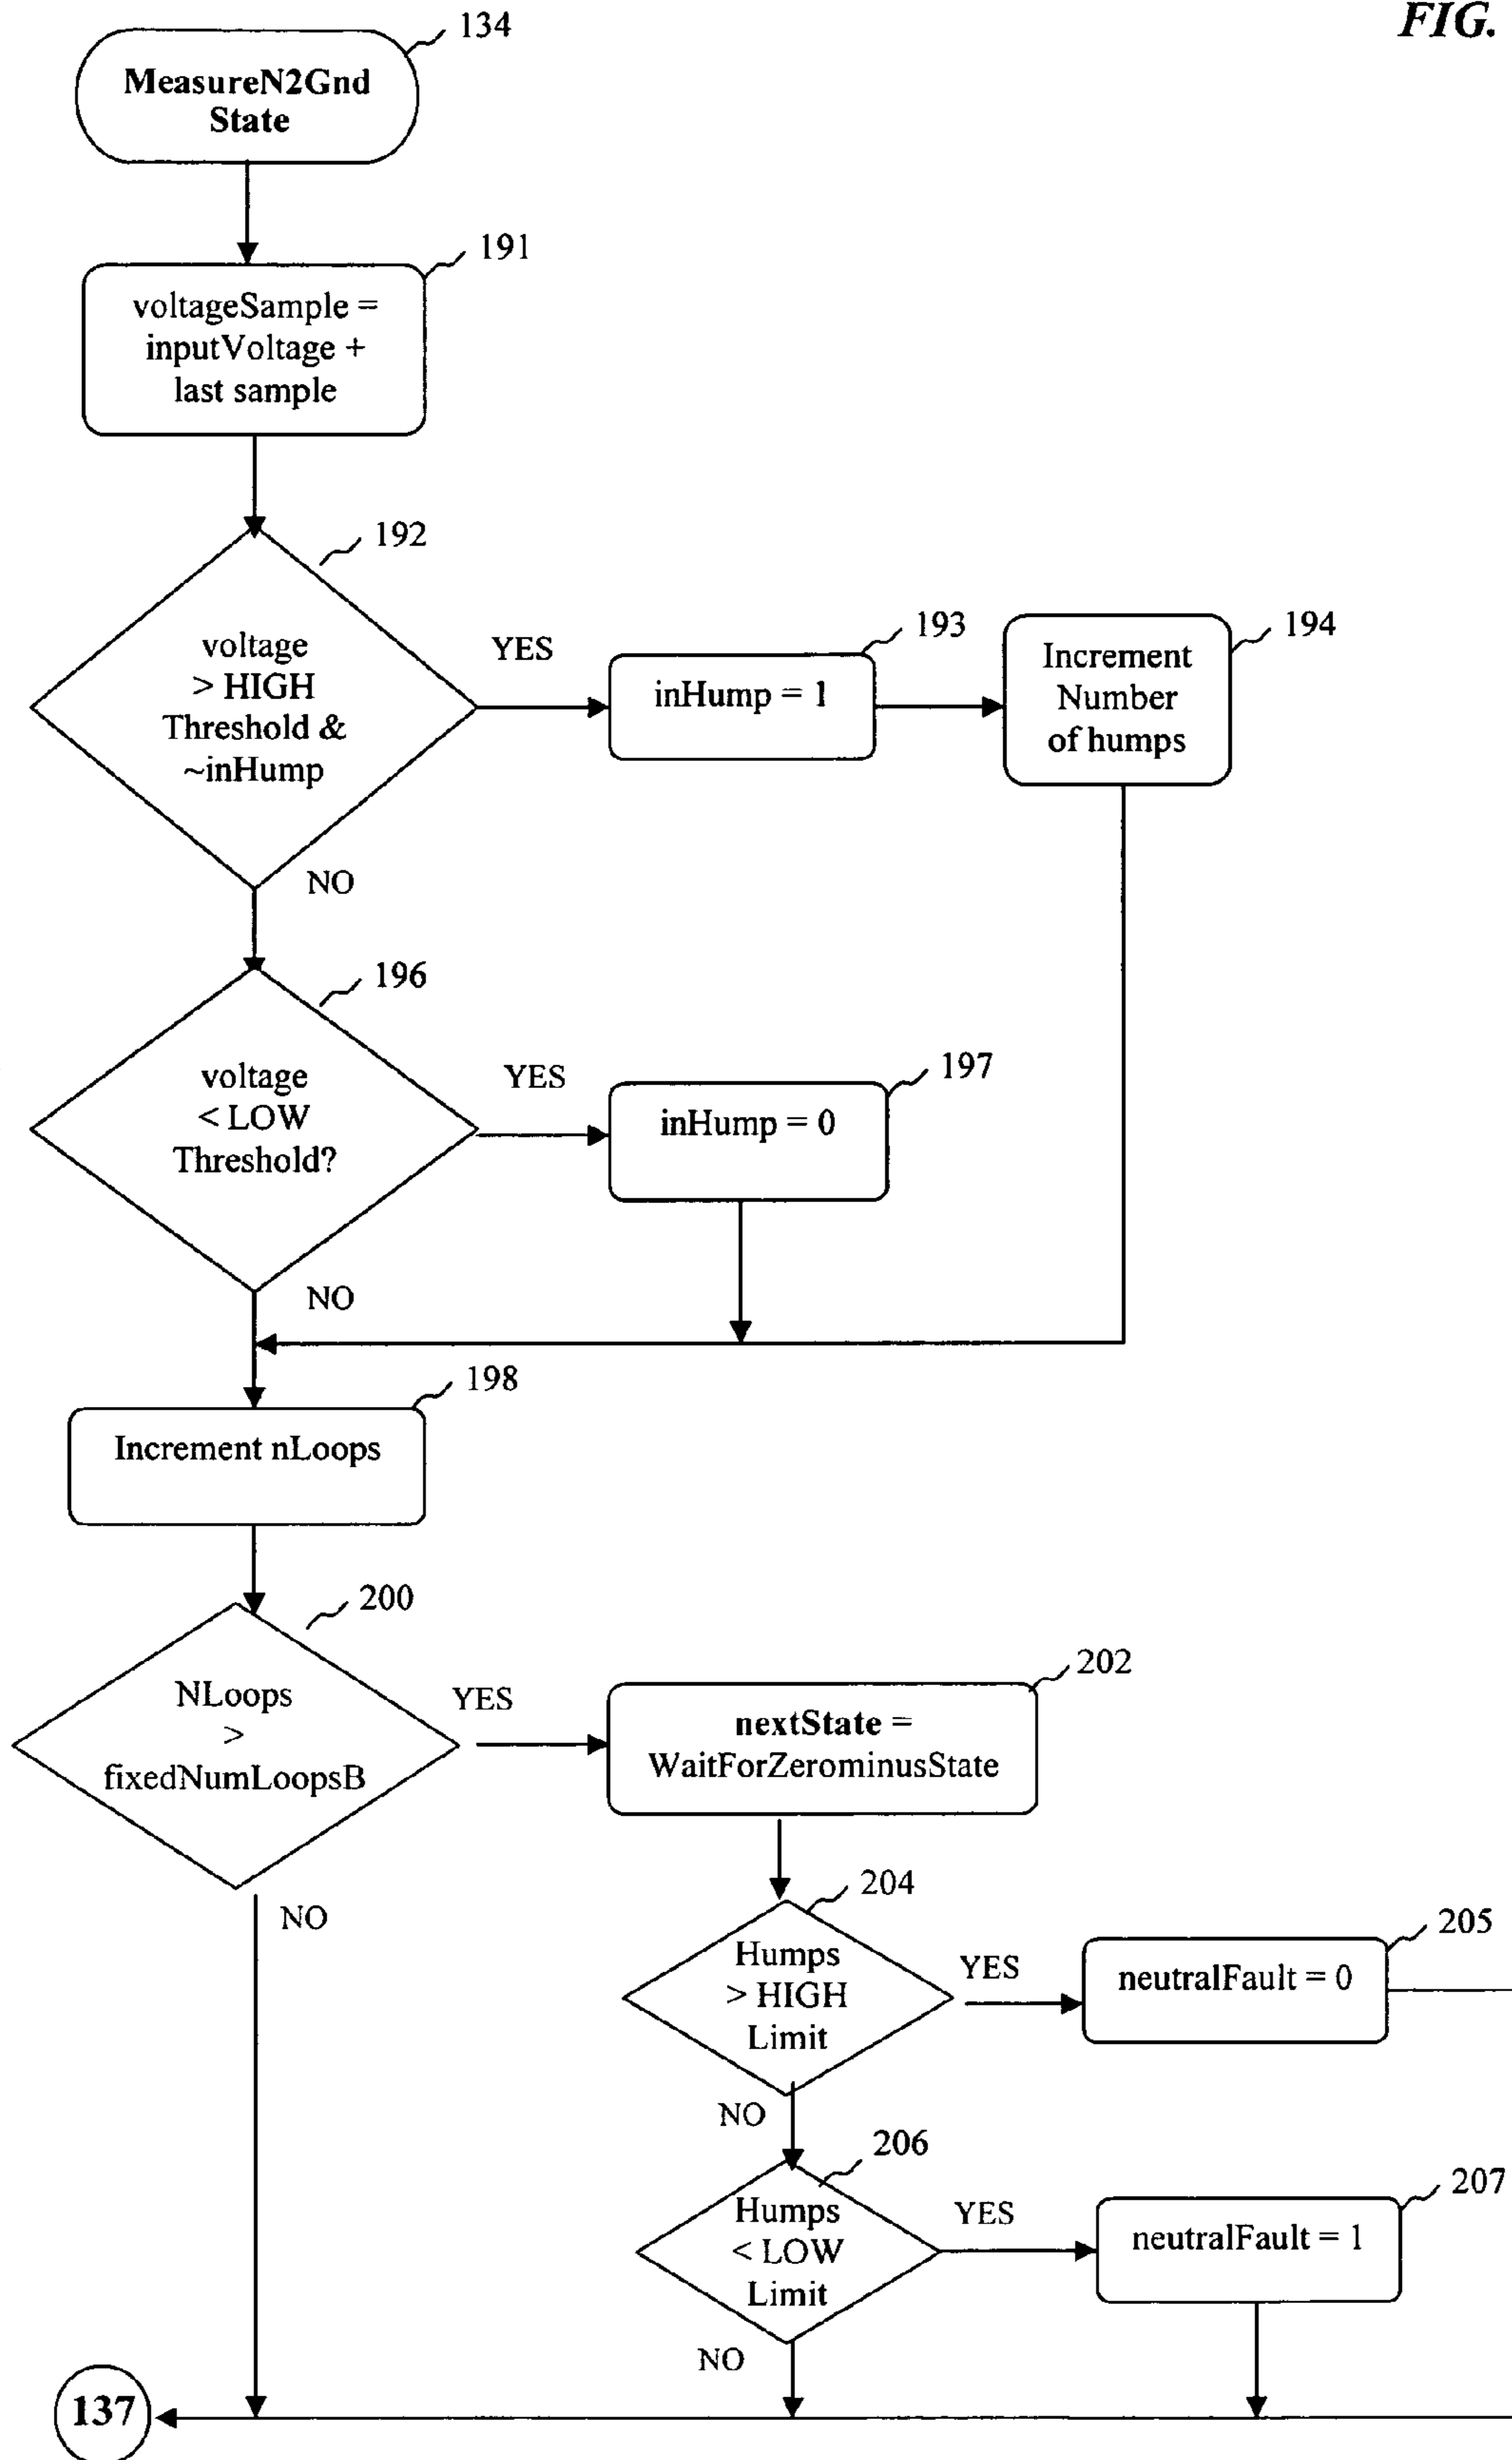 FIG.
134
MeasureN2Gnd
State
191
voltageSample =
inputVoltage +
last sample
192
voltage
> HIGH
Threshold &
~inHump
YES
193
inHump = 1
194
Increment
Number
of humps
NO
196
voltage
< LOW
Threshold?
YES
197
inHump = 0
NO
198
Increment nLoops
200
NLoops
>
fixedNumLoopsB
YES
202
nextState =
WaitForZerominusState
NO
204
Humps
> HIGH
Limit
YES
205
neutralFault = 0
NO
206
Humps
< LOW
Limit
YES
207
neutralFault = 1
NO
137